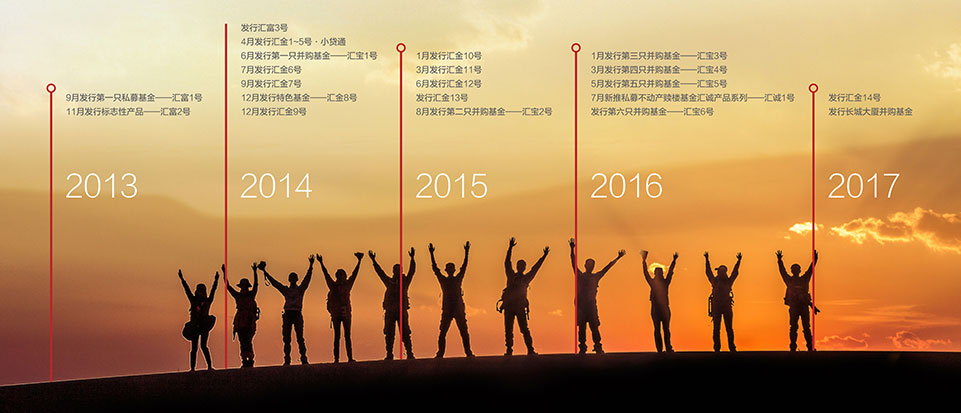 9月发行第一只私募基金——汇富1号
11月发行标志性产品——汇富2号
2013
发行汇富3号
4月发行汇金1~5号·小贷通
6月发行第一只并购基金——汇宝1号
7月发行汇金6号
9月发行汇金7号
12月发行特色基金——汇金8号
12月发行汇金9号
2014
1月发行汇金10号
3月发行汇金11号
6月发行汇金12号
发行汇金13号
8月发行第二只并购基金——汇宝2号
2015
1月发行第三只并购基金——汇宝3号
3月发行第四只并购基金——汇宝4号
5月发行第五只并购基金——汇宝5号
7月新推私募不动产赎楼基金汇诚产品系列——汇诚1号
发行第六只并购基金——汇宝6号
2016
发行汇金14号
发行长城大厦并购基金
2017